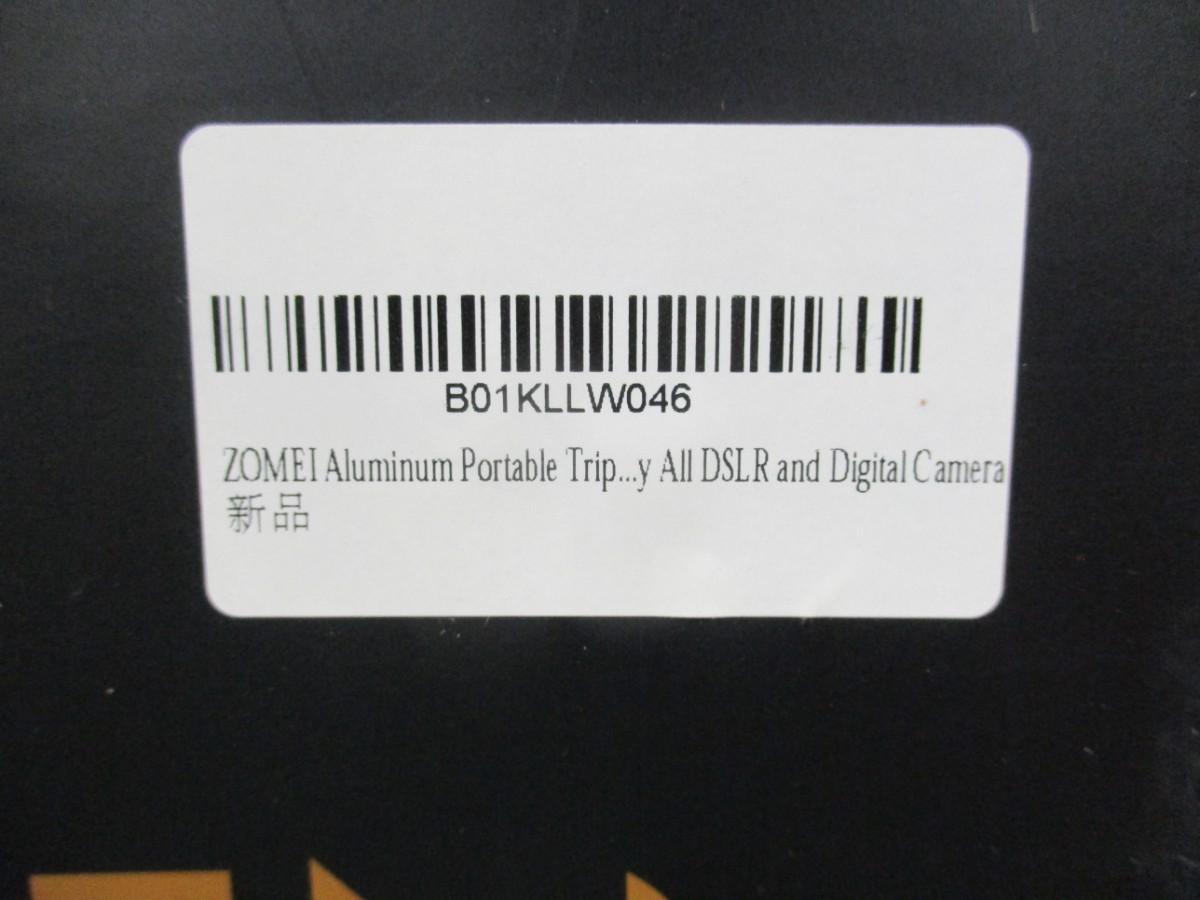 B01KLLW046
ZOMEI Aluminum Portable Trip...y All DSLR and Digital Camera
新品